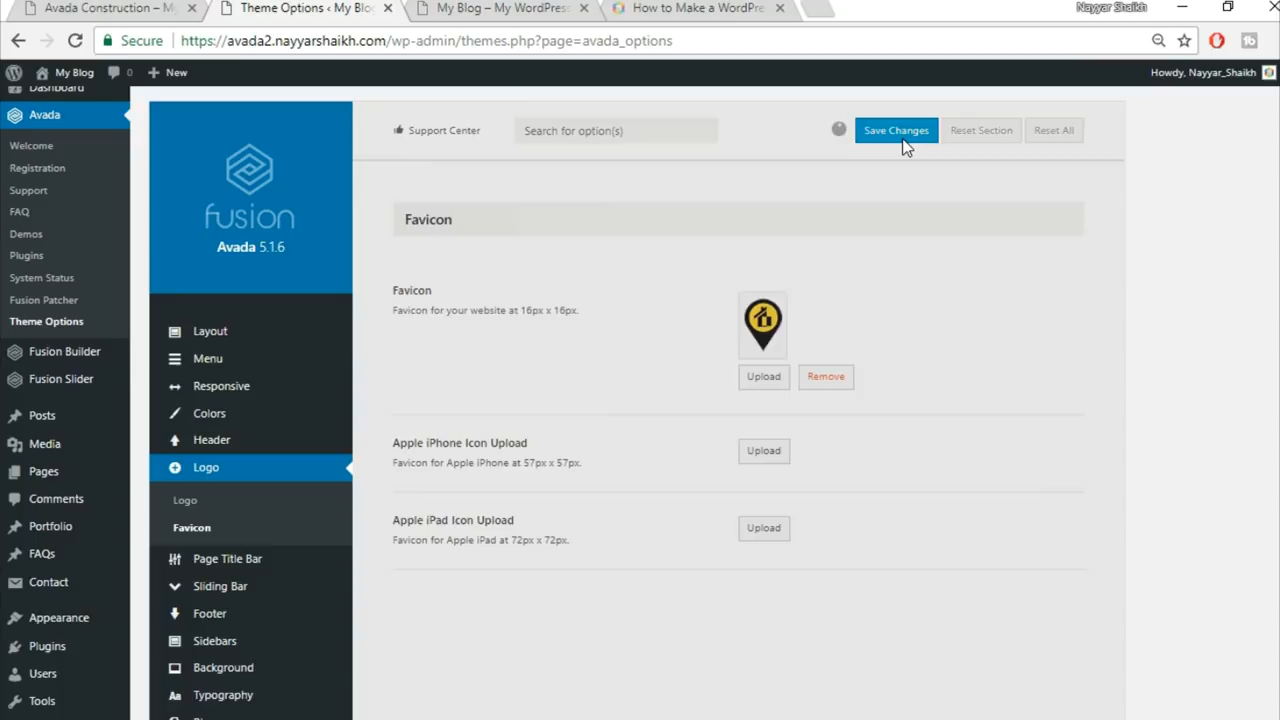 Avada Construction – M
Theme Options ‹ My Blog
My Blog – My WordPress
How to Make a WordPre
Nayyar Shaikh
Secure
https://avada2.nayyarshaikh.com/wp-admin/themes.php?page=avada_options
My Blog
0
New
Howdy, Nayyar_Shaikh
Dashboard
Avada
Welcome
Registration
Support
FAQ
Demos
Plugins
System Status
Fusion Patcher
Theme Options
Fusion Builder
Fusion Slider
Posts
Media
Pages
Comments
Portfolio
FAQs
Contact
Appearance
Plugins
Users
Tools
fusion
Avada 5.1.6
Layout
Menu
Responsive
Colors
Header
Logo
Logo
Favicon
Page Title Bar
Sliding Bar
Footer
Sidebars
Background
Aa Typography
Support Center
Search for option(s)
Save Changes
Reset Section
Reset All
Favicon
Favicon
Favicon for your website at 16px x 16px.
Upload
Remove
Apple iPhone Icon Upload
Favicon for Apple iPhone at 57px x 57px.
Upload
Apple iPad Icon Upload
Favicon for Apple iPad at 72px x 72px.
Upload